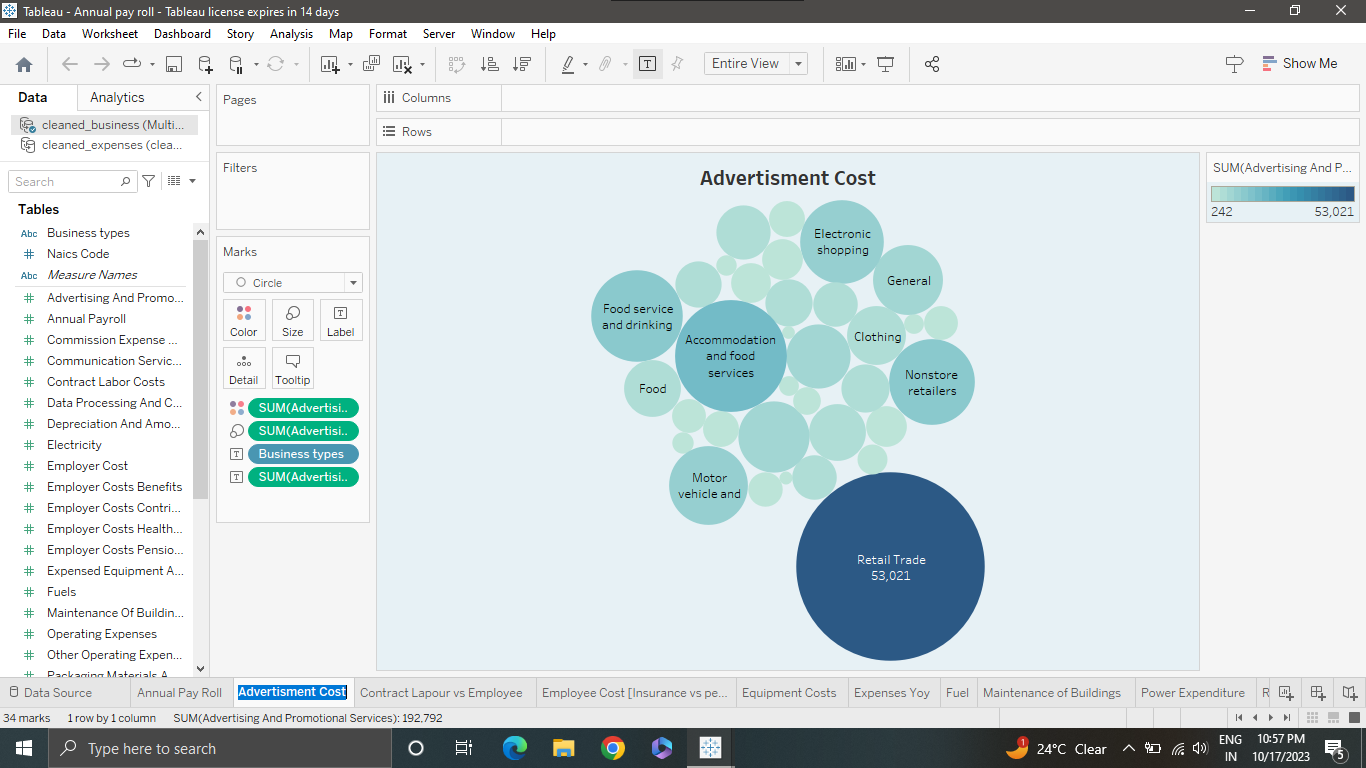 Tableau - Annual pay roll - Tableau license expires in 14 days
File Data Worksheet Dashboard Story Analysis Map Format Server Window Help
Entire View
Show Me
Data Analytics
cleaned_business (Multi...
cleaned_expenses (clea...
Search
Tables
Abc Business types
# Naics Code
Abc Measure Names
# Advertising And Promo...
# Annual Payroll
# Commission Expense ...
# Communication Servic...
# Contract Labor Costs
# Data Processing And C...
# Depreciation And Amo...
# Electricity
# Employer Cost
# Employer Costs Benefits
# Employer Costs Contri...
# Employer Costs Health...
# Employer Costs Pensio...
# Expensed Equipment A...
# Fuels
# Maintenance Of Buildin...
# Operating Expenses
# Other Operating Expen...
Packaging Materials A...
Pages
Filters
Marks
Circle
Color Size Label
Detail Tooltip
SUM(Advertisi..
SUM(Advertisi..
Business types
SUM(Advertisi..
Columns
Rows
Advertisment Cost
Electronic
shopping
General
Food service
and drinking
Accommodation
and food
services
Clothing
Nonstore
retailers
Food
Motor
vehicle and
Retail Trade
53,021
SUM(Advertising And P...
242 53,021
Data Source Annual Pay Roll Advertisment Cost Contract Lapour vs Employee Employee Cost [Insurance vs pe... Equipment Costs Expenses Yoy Fuel Maintenance of Buildings Power Expenditure R
34 marks 1 row by 1 column SUM(Advertising And Promotional Services): 192,792
Type here to search
1
24°C Clear
ENG
IN
10:57 PM
10/17/2023
5